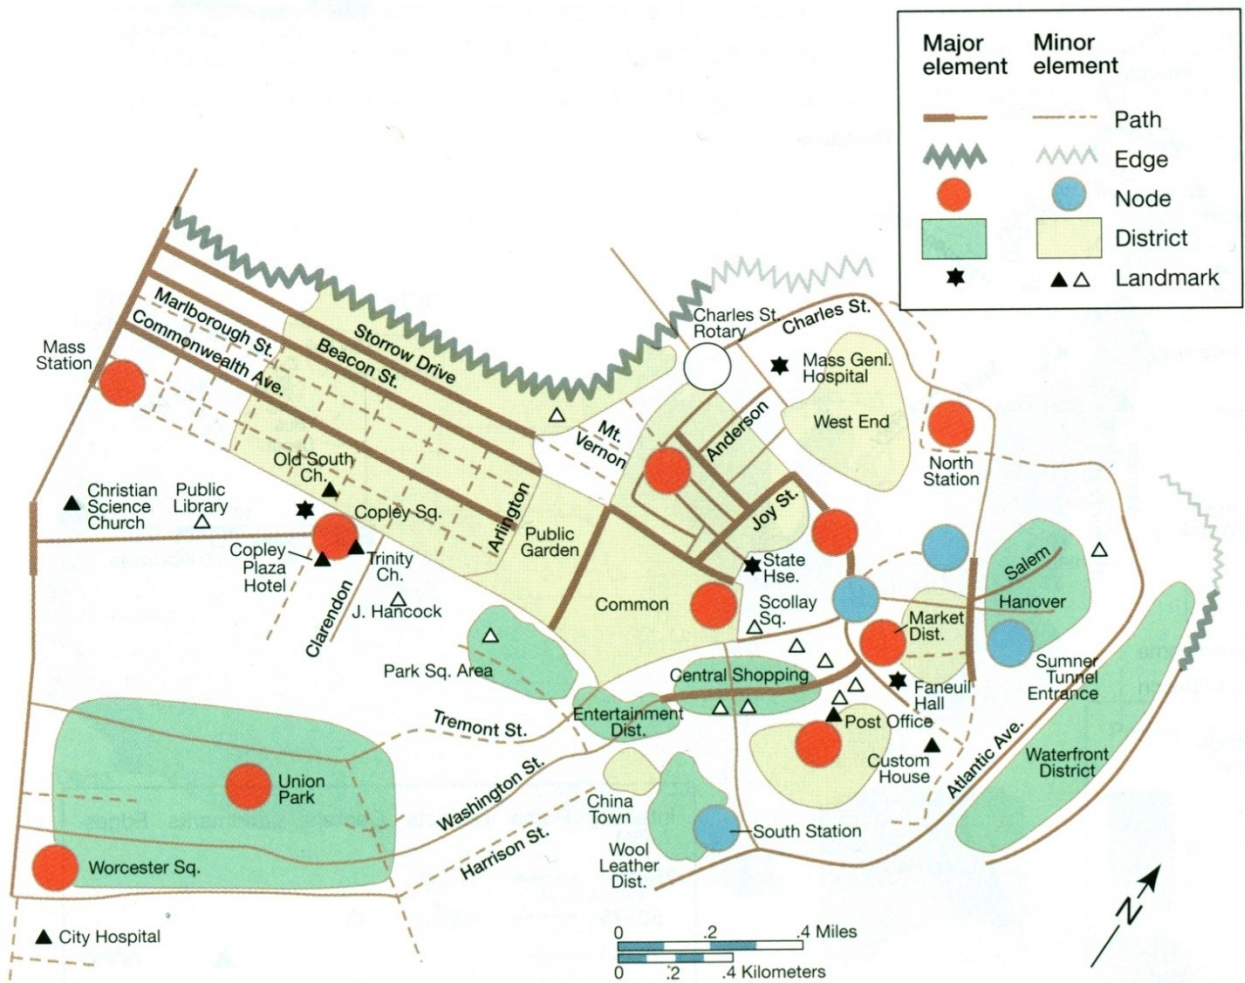 Major element
Minor element
Path
Edge
Node
District
Landmark
Charles St. Rotary
Charles St.
Mass Station
Marlborough St.
Commonwealth Ave.
Storrow Drive
Beacon St.
Mass Genl. Hospital
West End
Mt. Vernon
Anderson
North Station
Old South Ch.
Christian Science Church
Public Library
Copley Sq.
Arlington
Public Garden
Joy St.
Copley Plaza Hotel
Trinity Ch.
State Hse.
Salem
Hanover
Common
Scollay Sq.
Market Dist.
J. Hancock
Clarendon
Park Sq. Area
Central Shopping
Faneuil Hall
Sumner Tunnel Entrance
Entertainment Dist.
Post Office
Tremont St.
Custom House
Atlantic Ave.
Waterfront District
Union Park
Washington St.
China Town
South Station
Harrison St.
Wool Leather Dist.
Worcester Sq.
City Hospital
0 .2 .4 Miles
0 .2 .4 Kilometers
N